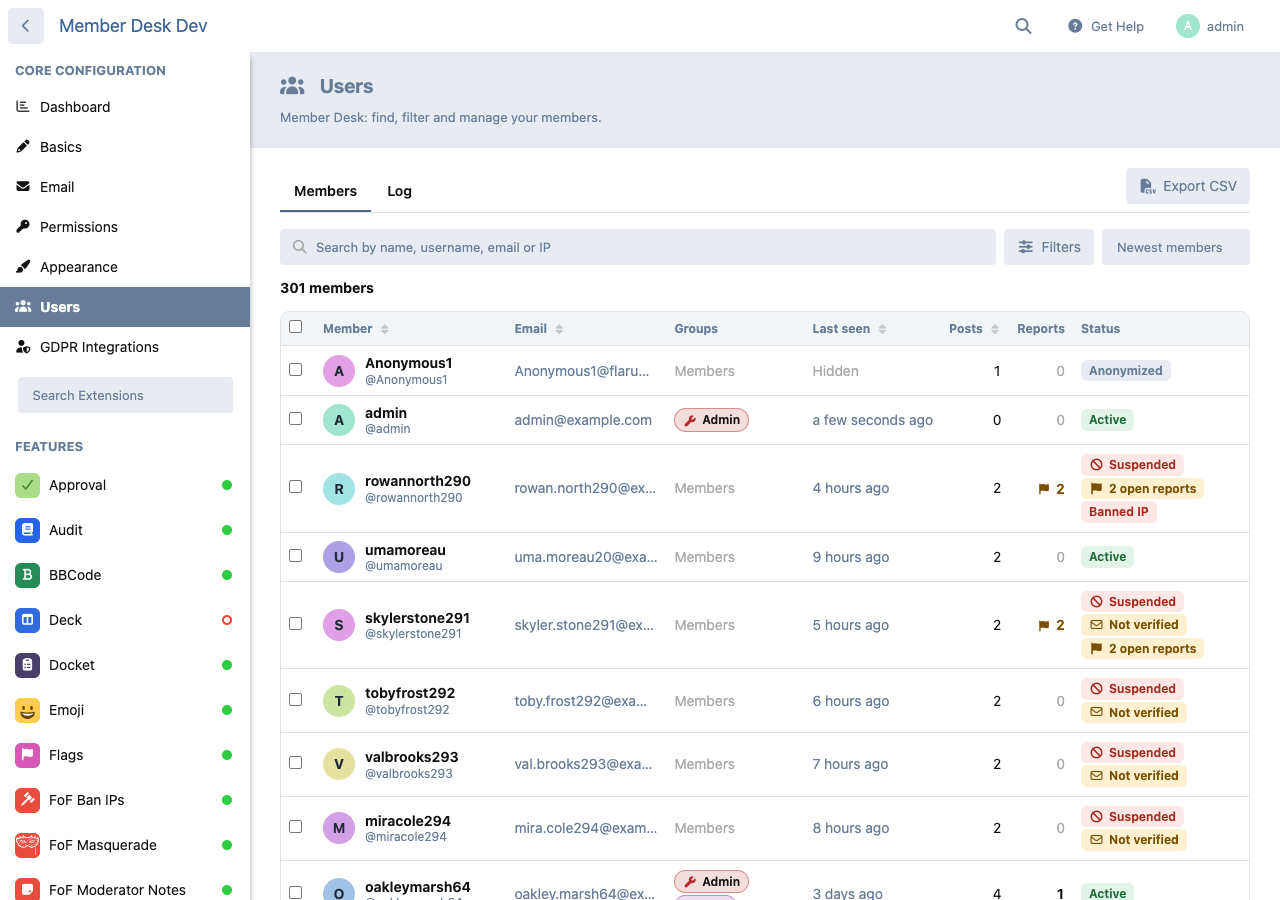 Member Desk Dev
Get Help
A admin
CORE CONFIGURATION
Dashboard
Basics
Email
Permissions
Appearance
Users
GDPR Integrations
Search Extensions
FEATURES
Approval
Audit
BBCode
Deck
Docket
Emoji
Flags
FoF Ban IPs
FoF Masquerade
FoF Moderator Notes
Users
Member Desk: find, filter and manage your members.
Members Log
Export CSV
Search by name, username, email or IP
Filters
Newest members
301 members
Member Email Groups Last seen Posts Reports Status
A Anonymous1 Anonymous1@flaru... Members Hidden 1 0 Anonymized
@Anonymous1
A admin admin@example.com Admin a few seconds ago 0 0 Active
@admin
R rowannorth290 rowan.north290@ex... Members 4 hours ago 2 2 Suspended
@rowannorth290 2 open reports
Banned IP
U umamoreau uma.moreau20@exa... Members 9 hours ago 2 0 Active
@umamoreau
S skylerstone291 skyler.stone291@ex... Members 5 hours ago 2 2 Suspended
@skylerstone291 Not verified
2 open reports
T tobyfrost292 toby.frost292@exa... Members 6 hours ago 2 0 Suspended
@tobyfrost292 Not verified
V valbrooks293 val.brooks293@exa... Members 7 hours ago 2 0 Suspended
@valbrooks293 Not verified
M miracole294 mira.cole294@exam... Members 8 hours ago 2 0 Suspended
@miracole294 Not verified
O oakleymarsh64 oakley.marsh64@ex... Admin 3 days ago 4 1 Active